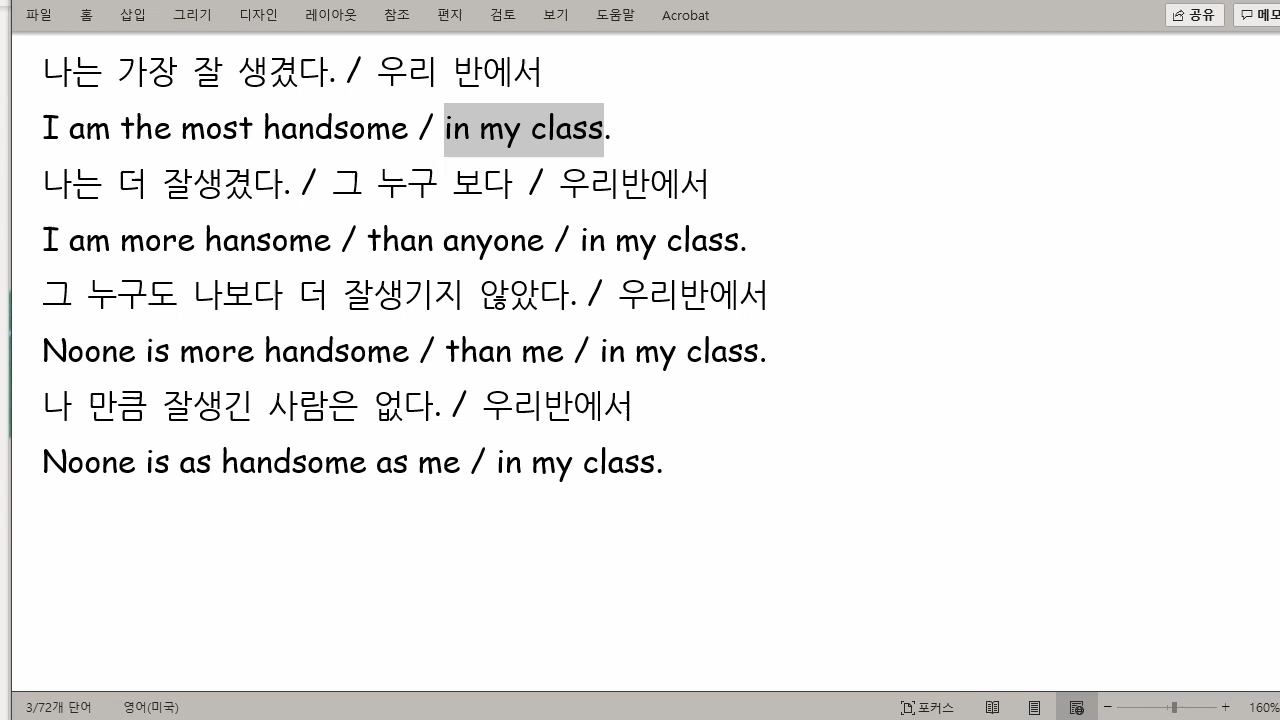 파일 홈 삽입 그리기 디자인 레이아웃 참조 편지 검토 보기 도움말 Acrobat 공유 메모
나는 가장 잘 생겼다. / 우리 반에서
I am the most handsome / in my class.
나는 더 잘생겼다. / 그 누구 보다 / 우리반에서
I am more hansome / than anyone / in my class.
그 누구도 나보다 더 잘생기지 않았다. / 우리반에서
Noone is more handsome / than me / in my class.
나 만큼 잘생긴 사람은 없다. / 우리반에서
Noone is as handsome as me / in my class.
3/72개 단어 영어(미국) 포커스 160%